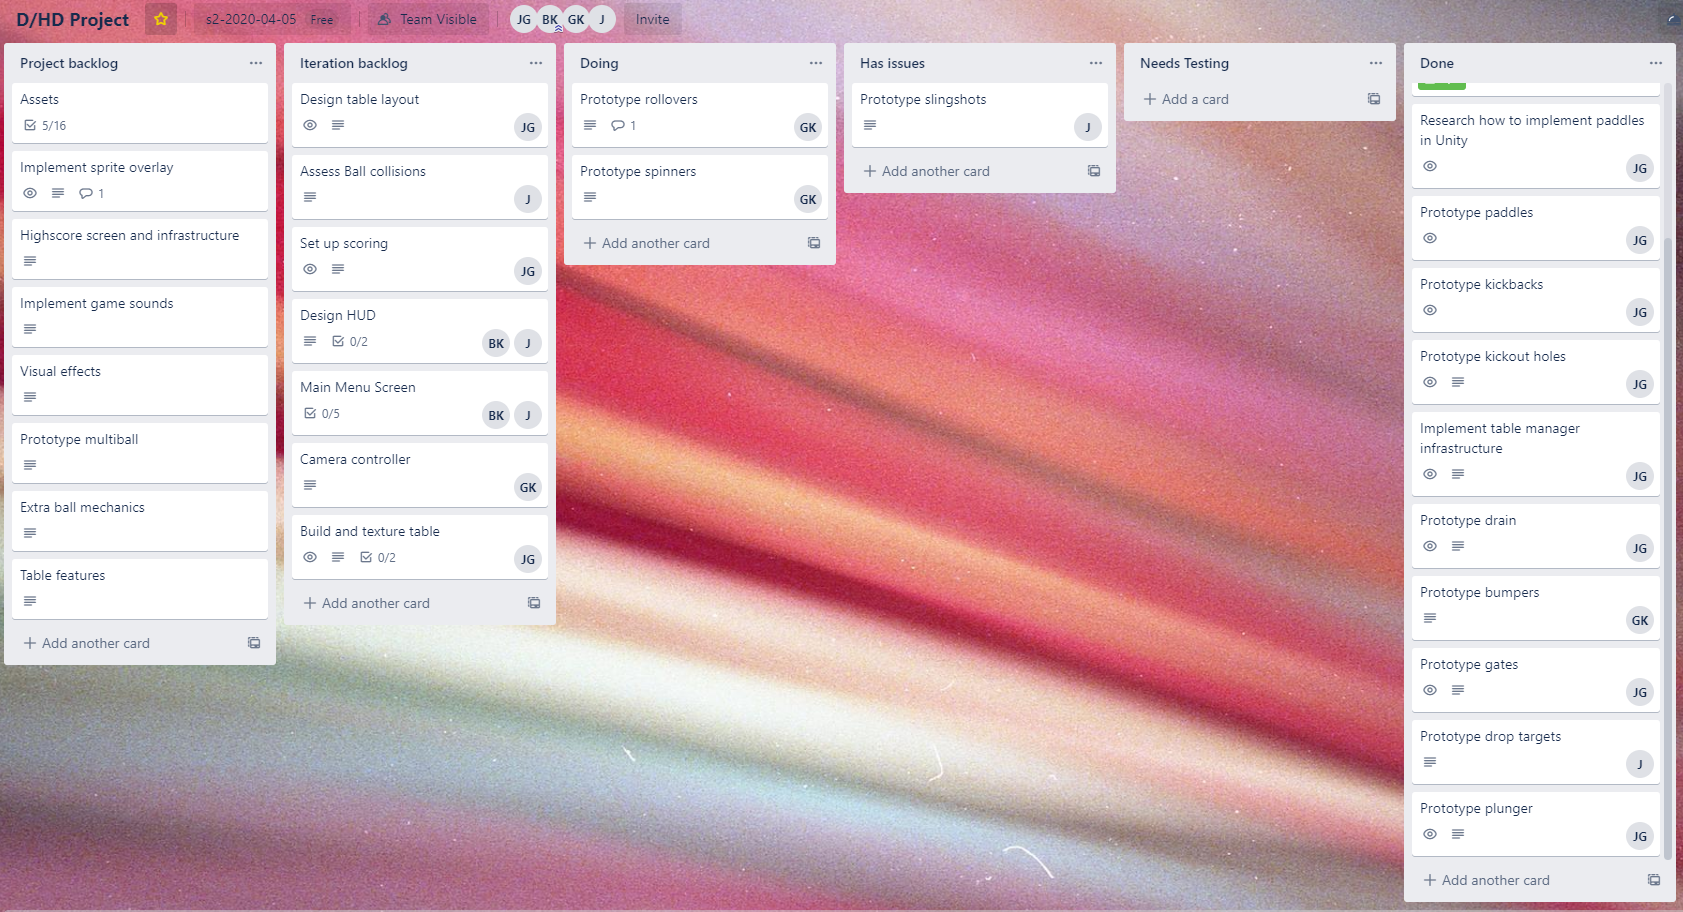 D/HD Project
s2-2020-04-05 Free
Team Visible
JG BK GK J
Invite
Project backlog
Assets
5/16
Implement sprite overlay
1
Highscore screen and infrastructure
Implement game sounds
Visual effects
Prototype multiball
Extra ball mechanics
Table features
Add another card
Iteration backlog
Design table layout
JG
Assess Ball collisions
J
Set up scoring
JG
Design HUD
0/2 BK J
Main Menu Screen
0/5 BK J
Camera controller
GK
Build and texture table
0/2 JG
Add another card
Doing
Prototype rollovers
1 GK
Prototype spinners
GK
Add another card
Has issues
Prototype slingshots
J
Add another card
Needs Testing
Add a card
Done
Research how to implement paddles
in Unity
JG
Prototype paddles
JG
Prototype kickbacks
JG
Prototype kickout holes
JG
Implement table manager
infrastructure
JG
Prototype drain
JG
Prototype bumpers
GK
Prototype gates
JG
Prototype drop targets
J
Prototype plunger
JG
Add another card